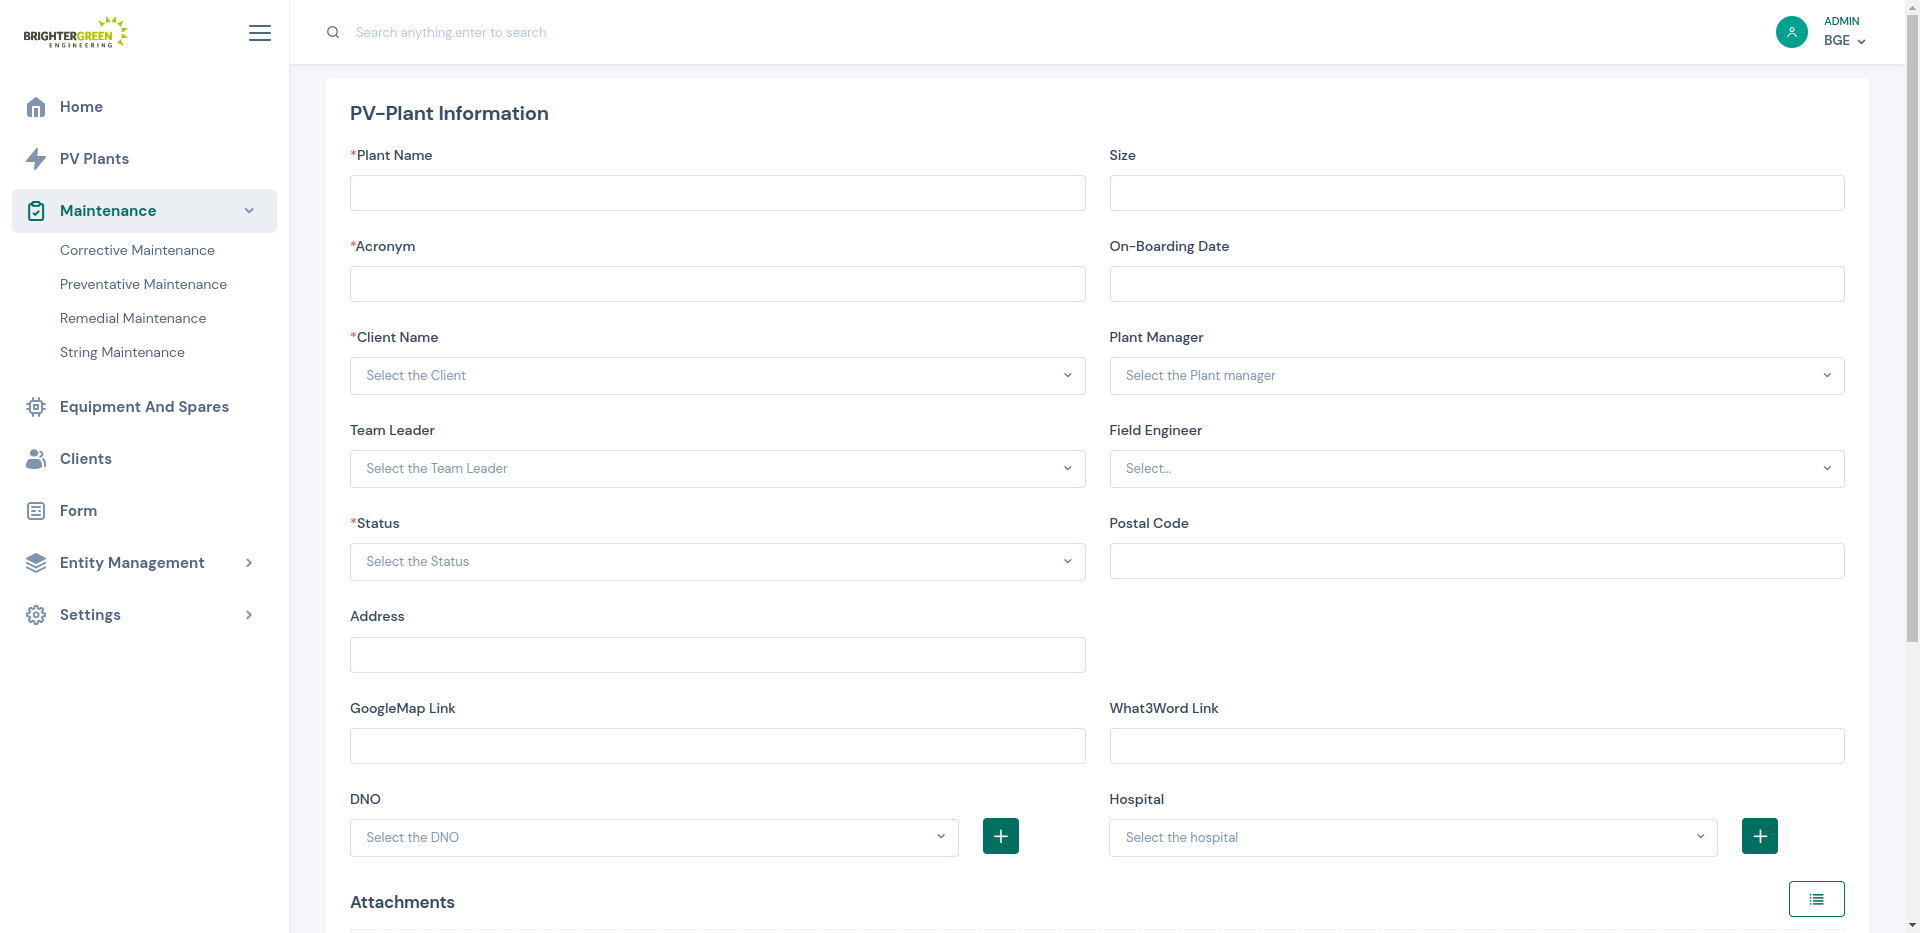 BRIGHTERGREEN
ENGINEERING
Search anything.enter to search
ADMIN
BGE
Home
PV Plants
Maintenance
Corrective Maintenance
Preventative Maintenance
Remedial Maintenance
String Maintenance
Equipment And Spares
Clients
Form
Entity Management
Settings
PV-Plant Information
*Plant Name
Size
*Acronym
On-Boarding Date
*Client Name
Plant Manager
Select the Client
Select the Plant manager
Team Leader
Field Engineer
Select the Team Leader
Select...
*Status
Postal Code
Select the Status
Address
GoogleMap Link
What3Word Link
DNO
Hospital
Select the DNO
Select the hospital
Attachments